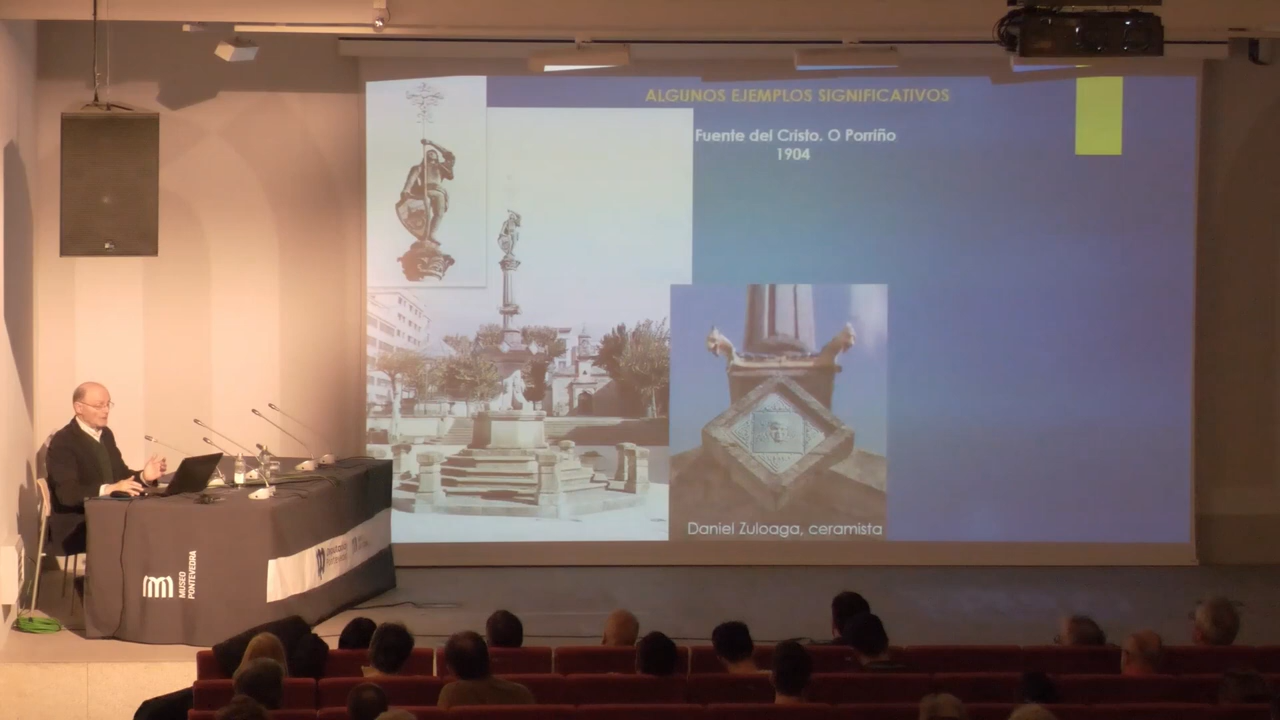 ALGUNOS EJEMPLOS SIGNIFICATIVOS
Fuente del Cristo. O Porriño
1904
Daniel Zuloaga, ceramista
MUSEO
PONTEVEDRA